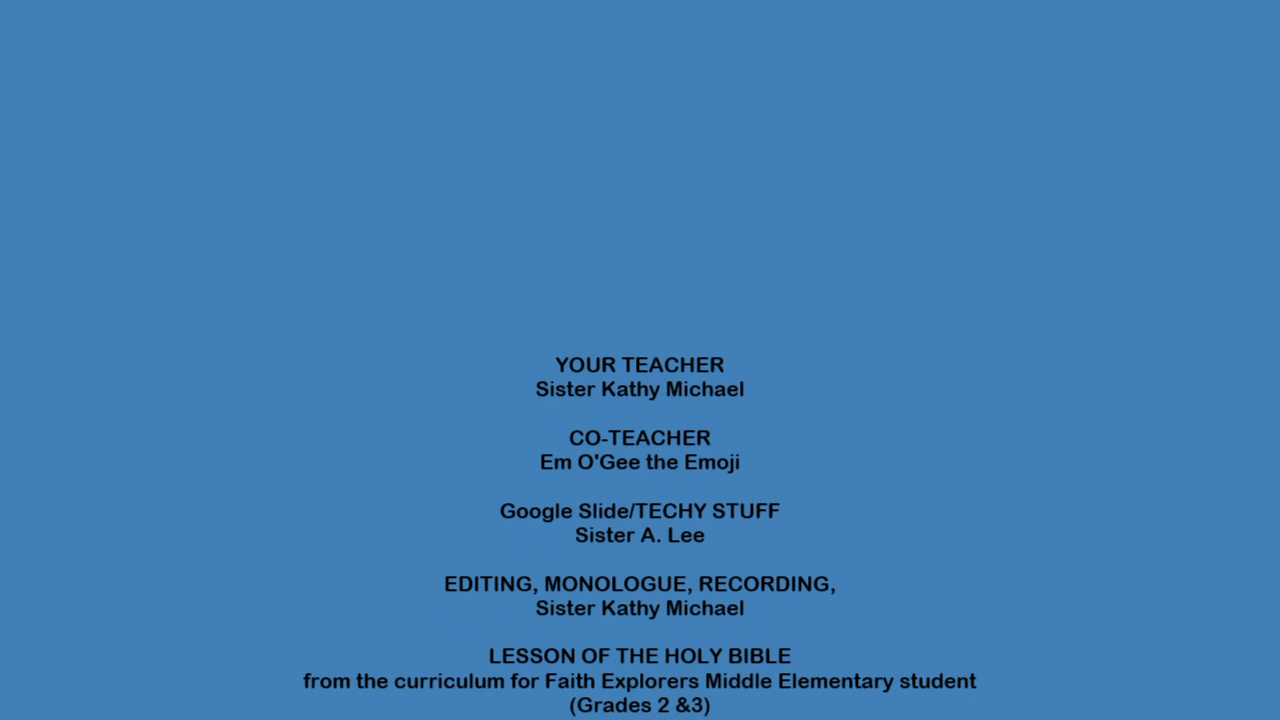 YOUR TEACHER
Sister Kathy Michael
CO-TEACHER
Em O'Gee the Emoji
Google Slide/TECHY STUFF
Sister A. Lee
EDITING, MONOLOGUE, RECORDING,
Sister Kathy Michael
LESSON OF THE HOLY BIBLE
from the curriculum for Faith Explorers Middle Elementary student
(Grades 2 &3)